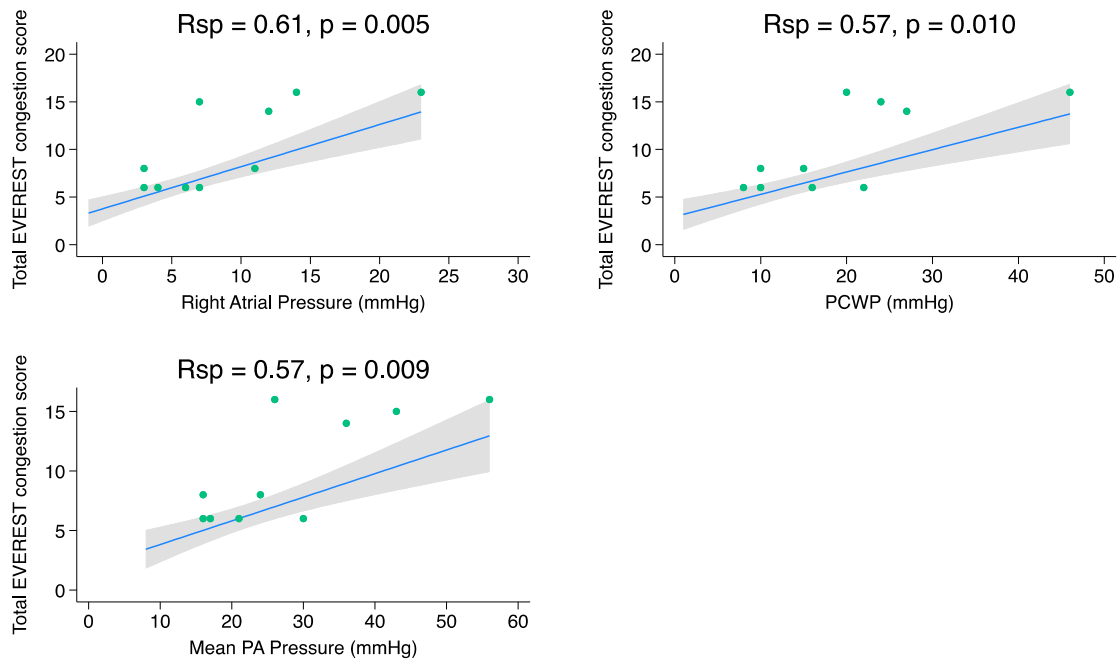 Rsp = 0.61, p = 0.005
Total EVEREST congestion score
20
15
10
5
0
0 5 10 15 20 25 30
Right Atrial Pressure (mmHg)
Rsp = 0.57, p = 0.010
Total EVEREST congestion score
20
15
10
5
0
0 10 20 30 40 50
PCWP (mmHg)
Rsp = 0.57, p = 0.009
Total EVEREST congestion score
15
10
5
0
0 10 20 30 40 50 60
Mean PA Pressure (mmHg)